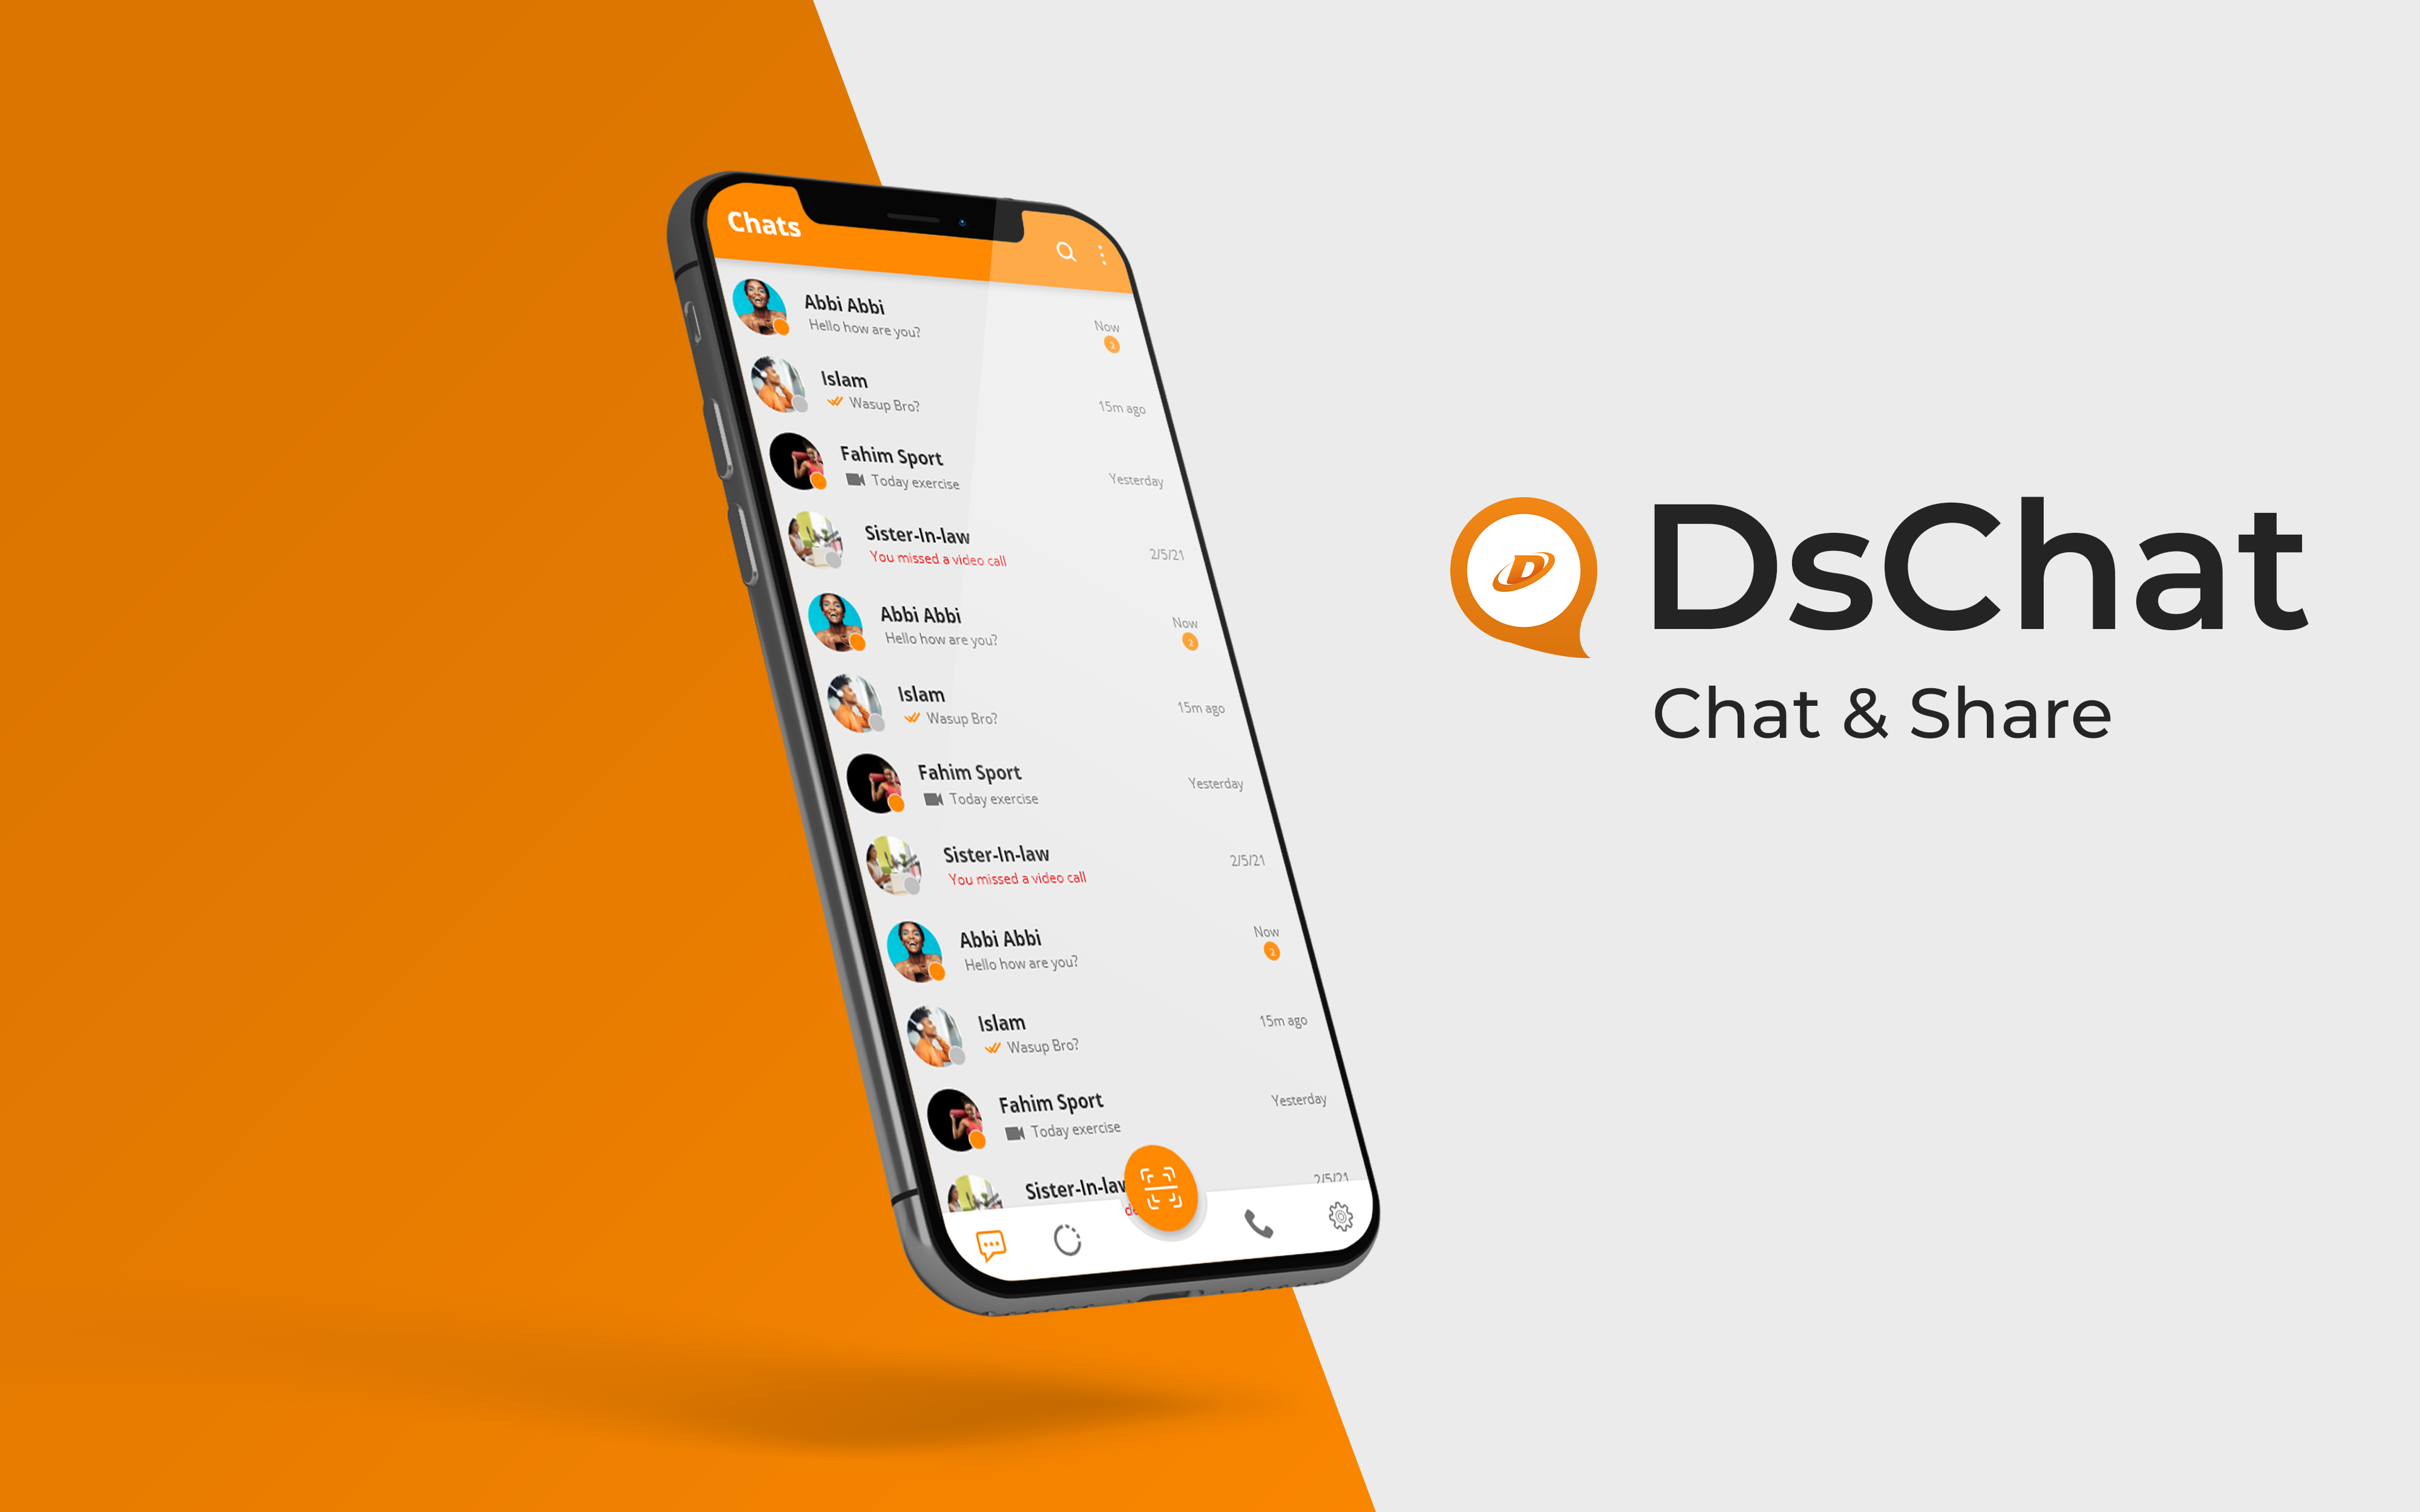 Chats
Abbi Abbi
Hello how are you?
Now
2
Islam
Wasup Bro?
15m ago
Fahim Sport
Today exercise
Yesterday
Sister-In-law
You missed a video call
2/5/21
Abbi Abbi
Hello how are you?
Now
2
Islam
Wasup Bro?
15m ago
Fahim Sport
Today exercise
Yesterday
Sister-In-law
You missed a video call
2/5/21
Abbi Abbi
Hello how are you?
Now
2
Islam
Wasup Bro?
15m ago
Fahim Sport
Today exercise
Yesterday
Sister-In-law
2/5/21
D
DsChat
Chat & Share